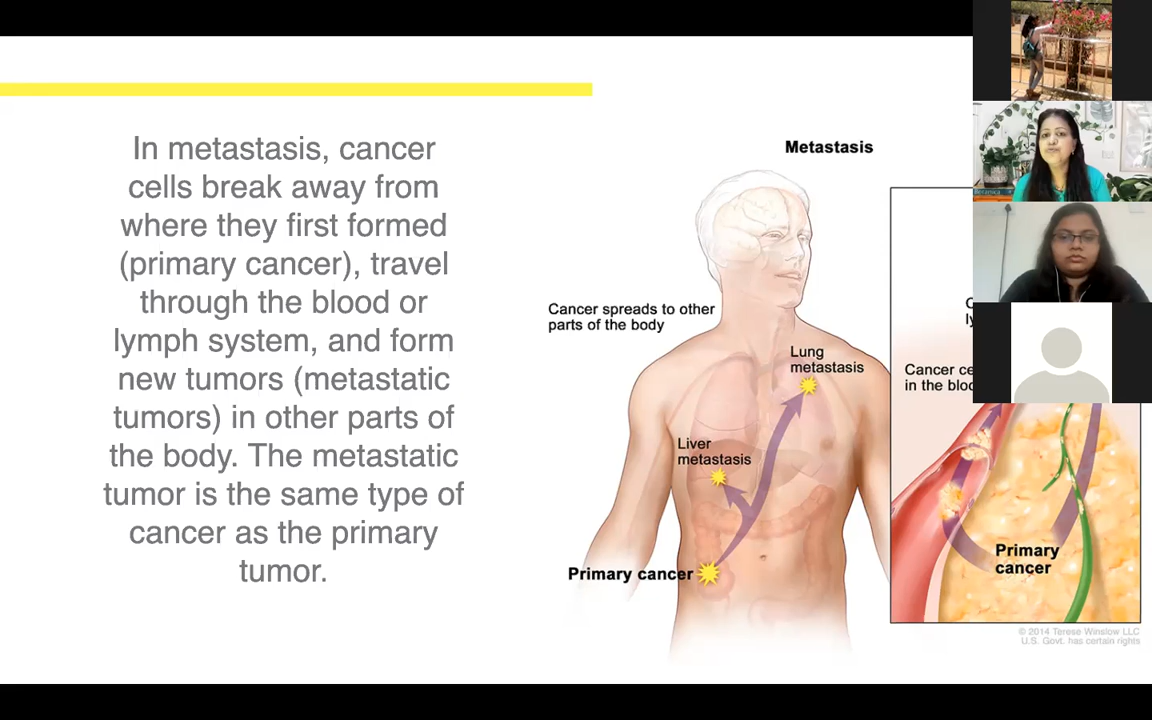 In metastasis, cancer
cells break away from
where they first formed
(primary cancer), travel
through the blood or
lymph system, and form
new tumors (metastatic
tumors) in other parts of
the body. The metastatic
tumor is the same type of
cancer as the primary
tumor.
Metastasis
Cancer spreads to other
parts of the body
Lung
metastasis
Liver
metastasis
Primary cancer
Cancer
in the
Primary
cancer
© 2014 Terese Winslow LLC
U.S. Govt. has certain rights